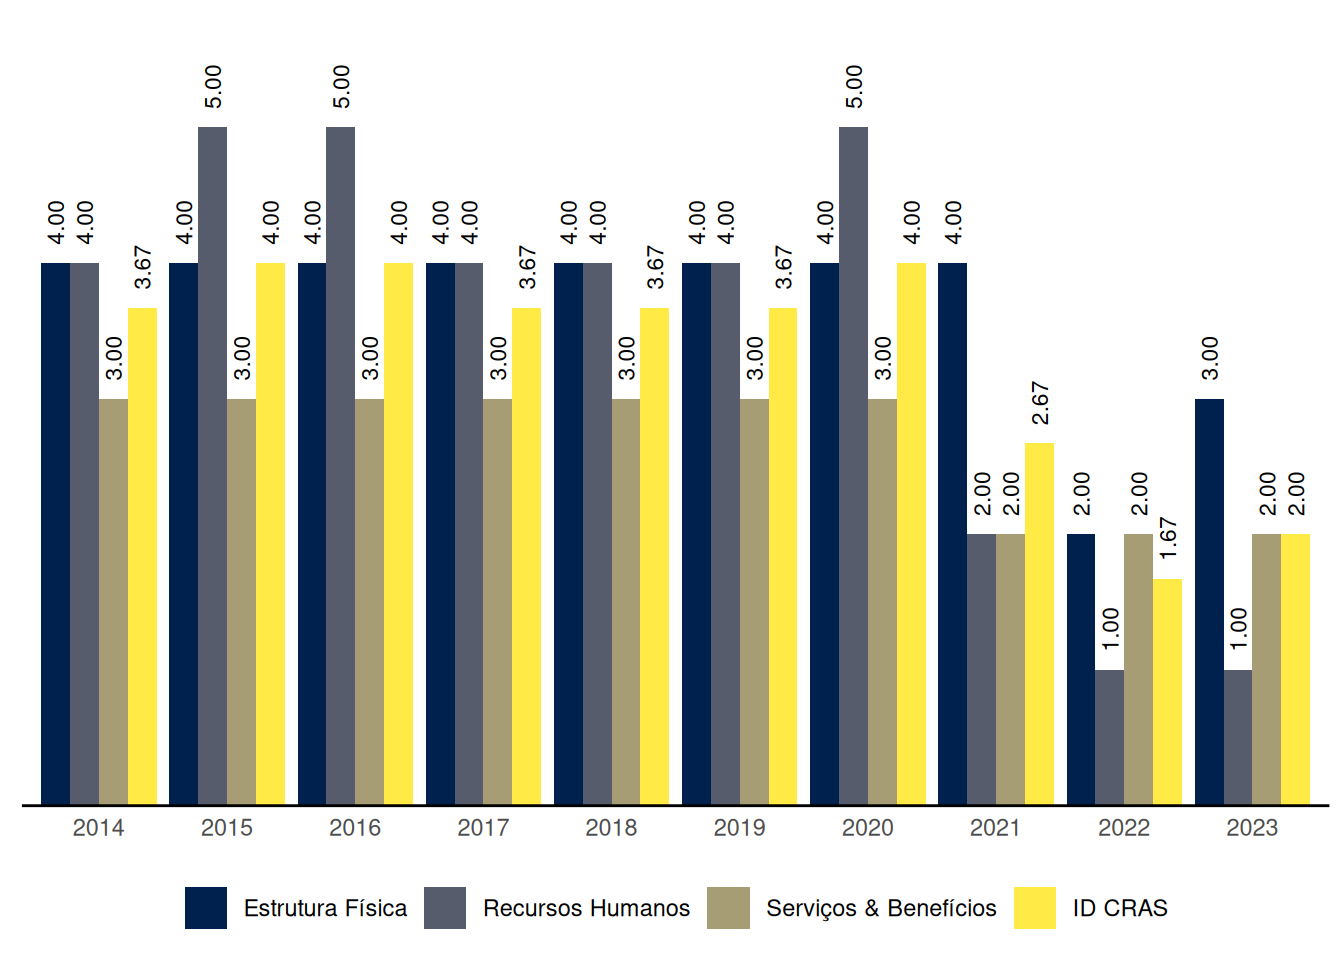 5.00 5.00 5.00
4.00 4.00 4.00 4.00 4.00 4.00 4.00 4.00 4.00 4.00 4.00 4.00 4.00 4.00 4.00
3.67 3.67 3.67 3.67
3.00 3.00 3.00 3.00 3.00 3.00 3.00 3.00
2.67
2.00 2.00 2.00 2.00 2.00 2.00
1.67
1.00 1.00
2014 2015 2016 2017 2018 2019 2020 2021 2022 2023
Estrutura Física Recursos Humanos Serviços & Benefícios ID CRAS